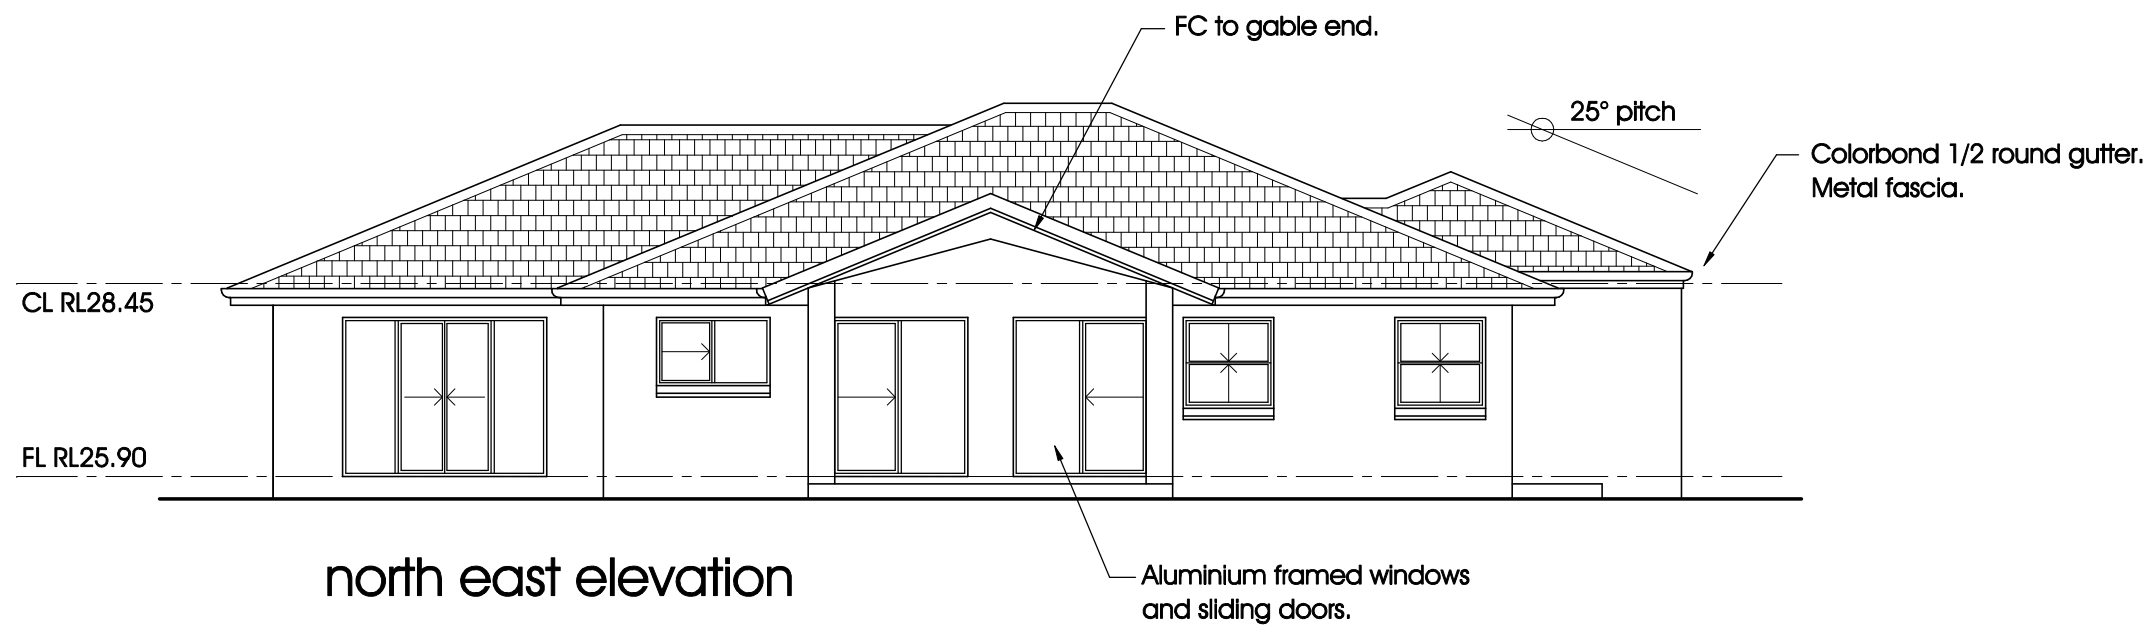 FC to gable end.
25° pitch
Colorbond 1/2 round gutter.
Metal fascia.
CL RL28.45
FL RL25.90
north east elevation
Aluminium framed windows
and sliding doors.